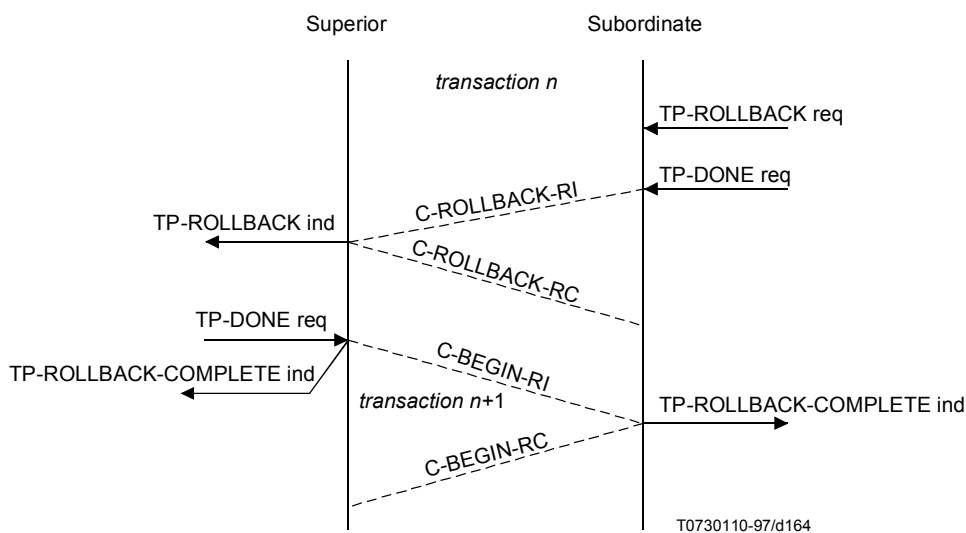 Superior
Subordinate
transaction n
TP-ROLLBACK req
TP-DONE req
C-ROLLBACK-RI
TP-ROLLBACK ind
C-ROLLBACK-RC
TP-DONE req
C-BEGIN-RI
TP-ROLLBACK-COMPLETE ind
transaction n+1
TP-ROLLBACK-COMPLETE ind
C-BEGIN-RC
T0730110-97/d164